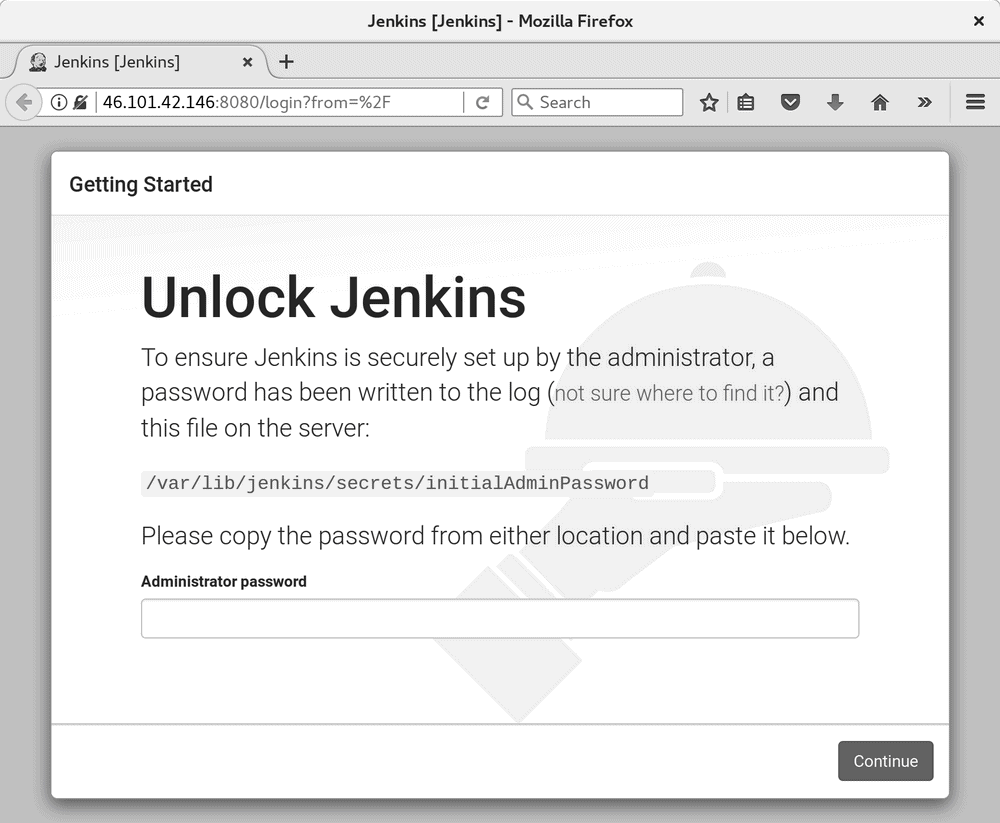 Jenkins [Jenkins] - Mozilla Firefox
Jenkins [Jenkins]
46.101.42.146:8080/login?from=%2F
Search
Getting Started
Unlock Jenkins
To ensure Jenkins is securely set up by the administrator, a
password has been written to the log (not sure where to find it?) and
this file on the server:
/var/lib/jenkins/secrets/initialAdminPassword
Please copy the password from either location and paste it below.
Administrator password
Continue